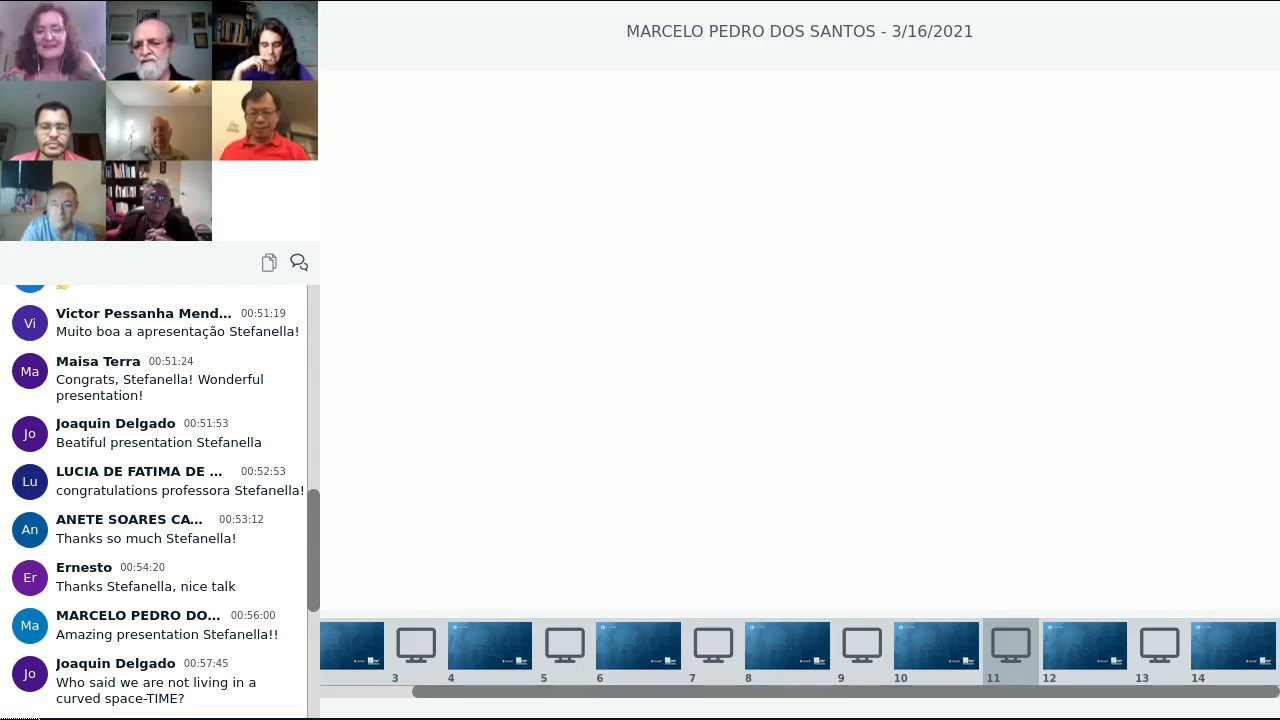 MARCELO PEDRO DOS SANTOS - 3/16/2021
Vi
Victor Pessanha Mend... 00:51:19
Muito boa a apresentação Stefanella!
Ma
Maisa Terra 00:51:24
Congrats, Stefanella! Wonderful
presentation!
Jo
Joaquin Delgado 00:51:53
Beatiful presentation Stefanella
Lu
LUCIA DE FATIMA DE ... 00:52:53
congratulations professora Stefanella!
An
ANETE SOARES CA... 00:53:12
Thanks so much Stefanella!
Er
Ernesto 00:54:20
Thanks Stefanella, nice talk
Ma
MARCELO PEDRO DO... 00:56:00
Amazing presentation Stefanella!!
Jo
Joaquin Delgado 00:57:45
Who said we are not living in a
curved space-TIME?
3 4 5 6 7 8 9 10 11 12 13 14